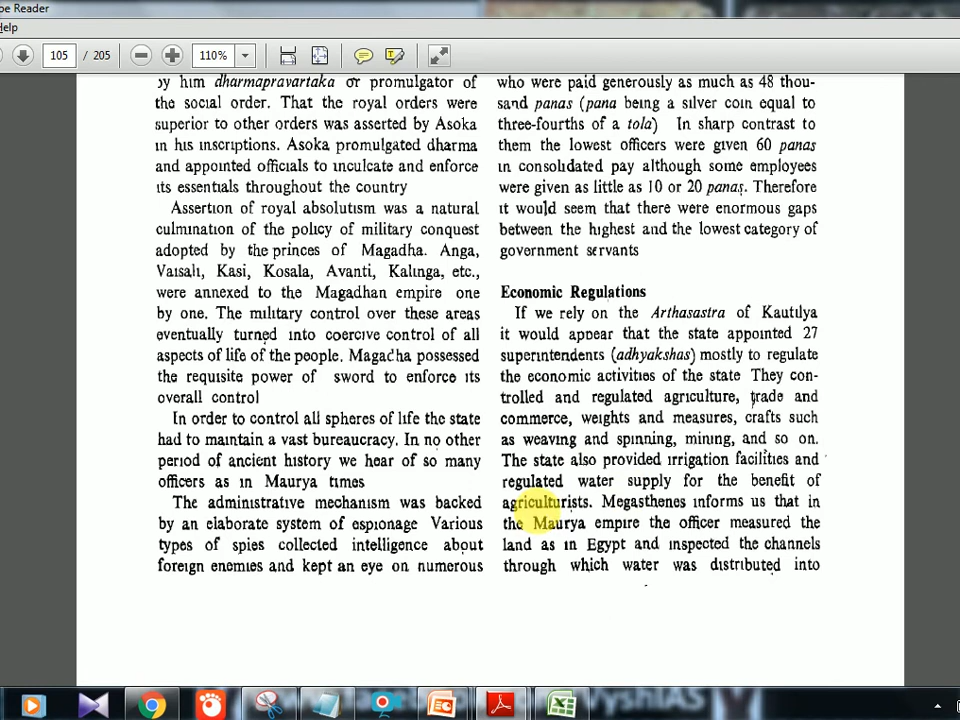 oe Reader
Help
105 / 205
110%
by him dharmapravartaka or promulgator of
the social order. That the royal orders were
superior to other orders was asserted by Asoka
in his inscriptions. Asoka promulgated dharma
and appointed officials to inculcate and enforce
its essentials throughout the country
Assertion of royal absolutism was a natural
culmination of the policy of military conquest
adopted by the princes of Magadha. Anga,
Vaisali, Kasi, Kosala, Avanti, Kalinga, etc.,
were annexed to the Magadhan empire one
by one. The military control over these areas
eventually turned into coercive control of all
aspects of life of the people. Magadha possessed
the requisite power of sword to enforce its
overall control
In order to control all spheres of life the state
had to maintain a vast bureaucracy. In no other
period of ancient history we hear of so many
officers as in Maurya times
The administrative mechanism was backed
by an elaborate system of espionage Various
types of spies collected intelligence about
foreign enemies and kept an eye on numerous
who were paid generously as much as 48 thou-
sand panas (pana being a silver coin equal to
three-fourths of a tola) In sharp contrast to
them the lowest officers were given 60 panas
in consolidated pay although some employees
were given as little as 10 or 20 panas. Therefore
it would seem that there were enormous gaps
between the highest and the lowest category of
government servants
Economic Regulations
If we rely on the Arthasastra of Kautilya
it would appear that the state appointed 27
superintendents (adhyakshas) mostly to regulate
the economic activities of the state They con-
trolled and regulated agriculture, trade and
commerce, weights and measures, crafts such
as weaving and spinning, mining, and so on.
The state also provided irrigation facilities and
regulated water supply for the benefit of
agriculturists. Megasthenes informs us that in
the Maurya empire the officer measured the
land as in Egypt and inspected the channels
through which water was distributed into